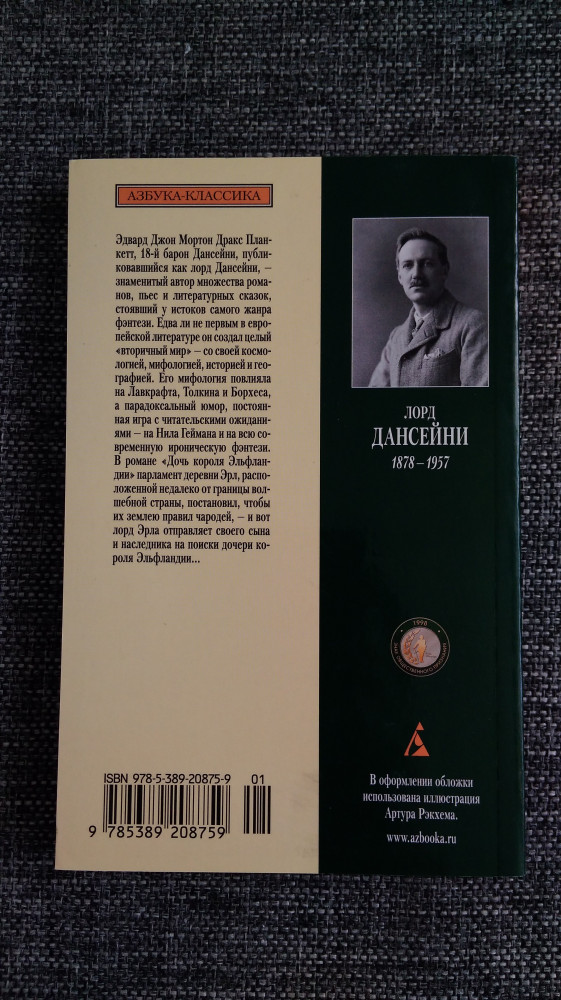 АЗБУКА-КЛАССИКА
Эдвард Джон Мортон Дракс План-
кетт, 18-й барон Дансейни, публи-
ковавшийся как лорд Дансейни, –
знаменитый автор множества рома-
нов, пьес и литературных сказок,
стоявший у истоков самого жанра
фэнтези. Едва ли не первым в евро-
пейской литературе он создал целый
«вторичный мир» – со своей космо-
логией, мифологией, историей и гео-
графией. Его мифология повлияла
на Лавкрафта, Толкина и Борхеса,
а парадоксальный юмор, постоян-
ная игра с читательскими ожидани-
ями – на Нила Геймана и на всю со-
временную ироническую фэнтези.
В романе «Дочь короля Эльфлан-
дии» парламент деревни Эрл, распо-
ложенной недалеко от границы вол-
шебной страны, постановил, чтобы
их землю правил чародей, – и вот
лорд Эрла отправляет своего сына
и наследника на поиски дочери ко-
роля Эльфландии...
ISBN 978-5-389-20875-9
01
9 785389 208759
ЛОРД
ДАНСЕЙНИ
1878 – 1957
1998
В оформлении обложки
использована иллюстрация
Артура Рэкхема.
www.azbooka.ru